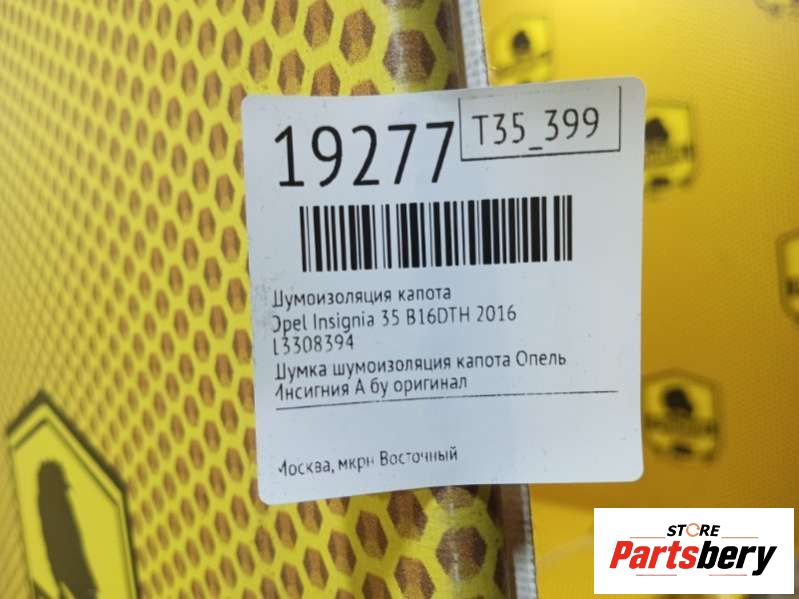 19277
T35_399
Шумоизоляция капота
Opel Insignia 35 B16DTH 2016
13308394
Шумка шумоизоляция капота Опель
Инсигния А бу оригинал
Москва, мкрн Восточный
STORE
Partsbery